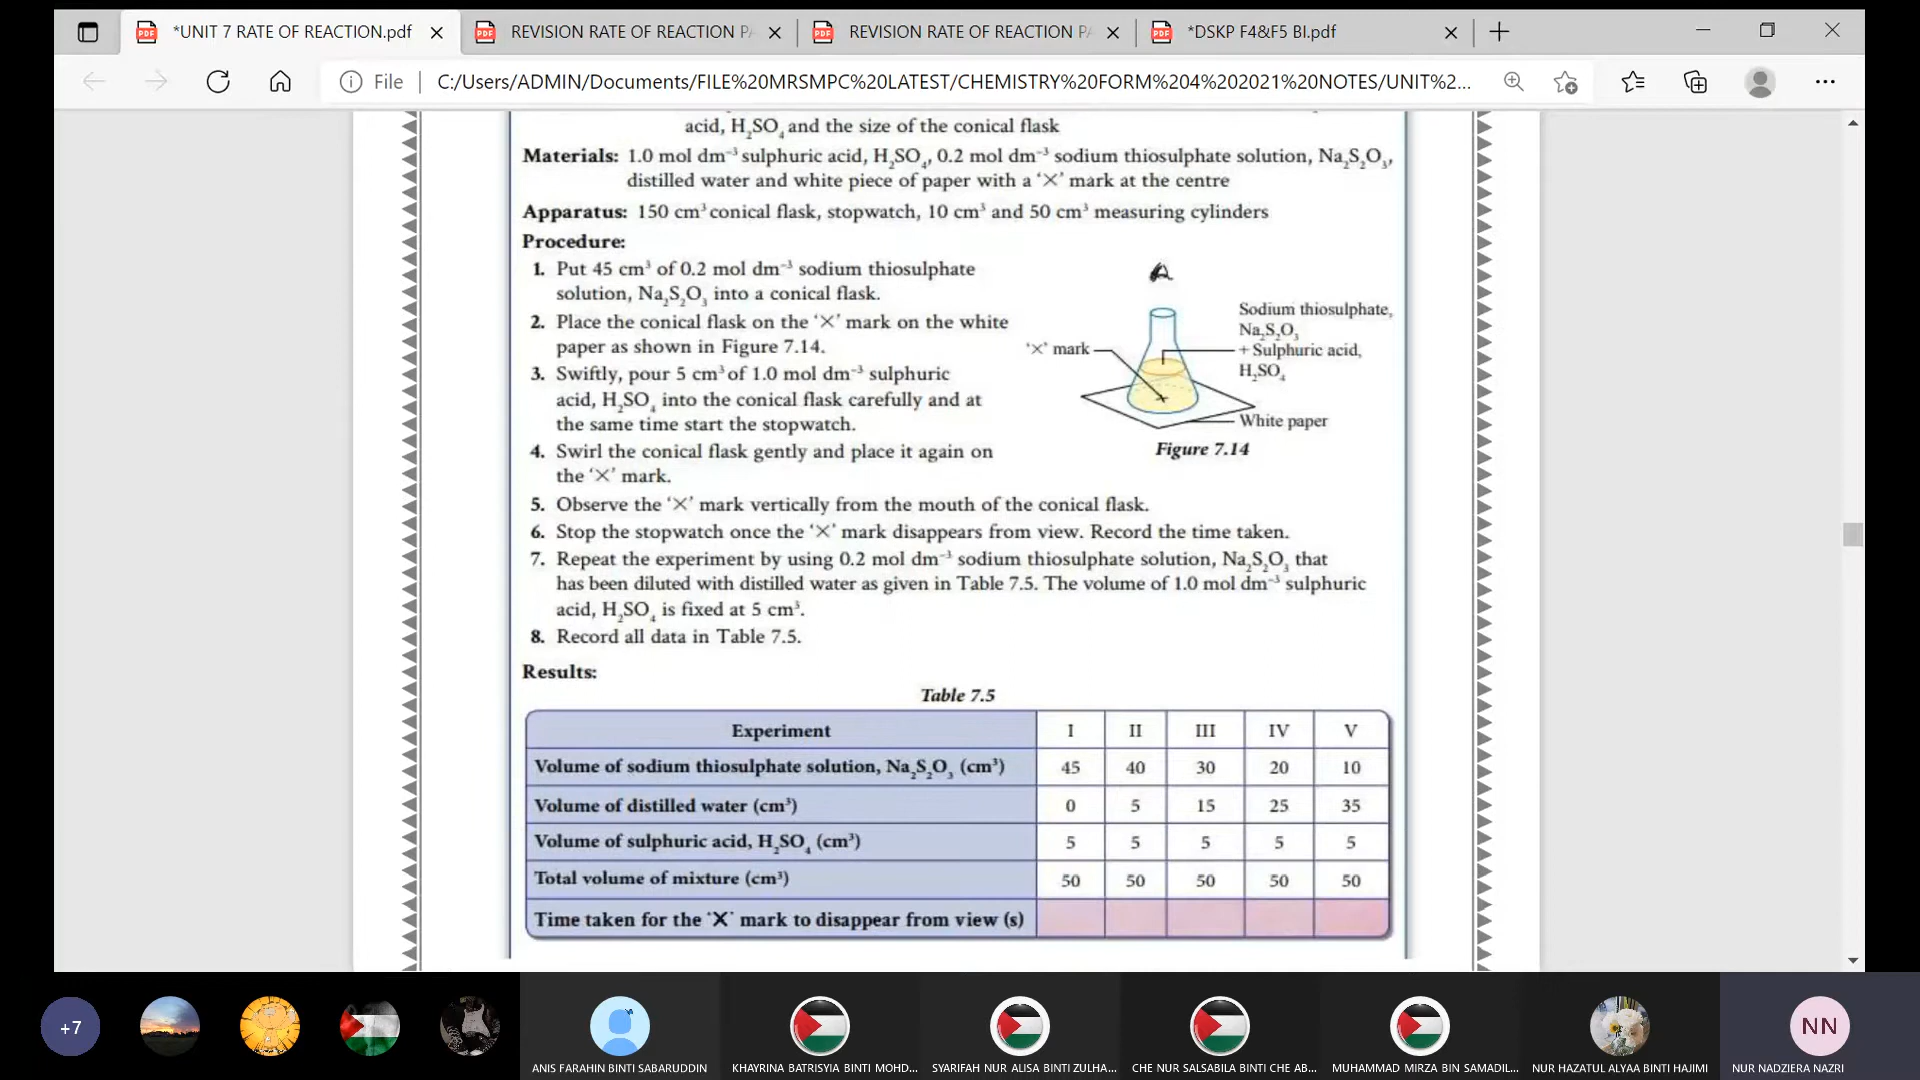 *UNIT 7 RATE OF REACTION.pdf
REVISION RATE OF REACTION P
REVISION RATE OF REACTION P
*DSKP F4&F5 BI.pdf
File
C:/Users/ADMIN/Documents/FILE%20MRSMPC%20LATEST/CHEMISTRY%20FORM%204%202021%20NOTES/UNIT%2...
acid, H₂SO₄ and the size of the conical flask
Materials: 1.0 mol dm⁻³ sulphuric acid, H₂SO₄, 0.2 mol dm⁻³ sodium thiosulphate solution, Na₂S₂O₃,
distilled water and white piece of paper with a ‘X’ mark at the centre
Apparatus: 150 cm³ conical flask, stopwatch, 10 cm³ and 50 cm³ measuring cylinders
Procedure:
1. Put 45 cm³ of 0.2 mol dm⁻³ sodium thiosulphate
solution, Na₂S₂O₃ into a conical flask.
2. Place the conical flask on the ‘X’ mark on the white
paper as shown in Figure 7.14.
3. Swiftly, pour 5 cm³ of 1.0 mol dm⁻³ sulphuric
acid, H₂SO₄ into the conical flask carefully and at
the same time start the stopwatch.
4. Swirl the conical flask gently and place it again on
the ‘X’ mark.
‘X’ mark
Sodium thiosulphate,
Na₂S₂O₃
+ Sulphuric acid,
H₂SO₄
White paper
Figure 7.14
5. Observe the ‘X’ mark vertically from the mouth of the conical flask.
6. Stop the stopwatch once the ‘X’ mark disappears from view. Record the time taken.
7. Repeat the experiment by using 0.2 mol dm⁻³ sodium thiosulphate solution, Na₂S₂O₃ that
has been diluted with distilled water as given in Table 7.5. The volume of 1.0 mol dm⁻³ sulphuric
acid, H₂SO₄ is fixed at 5 cm³.
8. Record all data in Table 7.5.
Results:
Table 7.5
Experiment I II III IV V
Volume of sodium thiosulphate solution, Na₂S₂O₃ (cm³) 45 40 30 20 10
Volume of distilled water (cm³) 0 5 15 25 35
Volume of sulphuric acid, H₂SO₄ (cm³) 5 5 5 5 5
Total volume of mixture (cm³) 50 50 50 50 50
Time taken for the ‘X’ mark to disappear from view (s)
+7
NN
ANIS FARAHIN BINTI SABARUDDIN
KHAYRINA BATRISYIA BINTI MOHD...
SYARIFAH NUR ALISA BINTI ZULHA...
CHE NUR SALSABILA BINTI CHE AB...
MUHAMMAD MIRZA BIN SAMADIL...
NUR HAZATUL ALYAA BINTI HAJIMI
NUR NADZIERA NAZRI